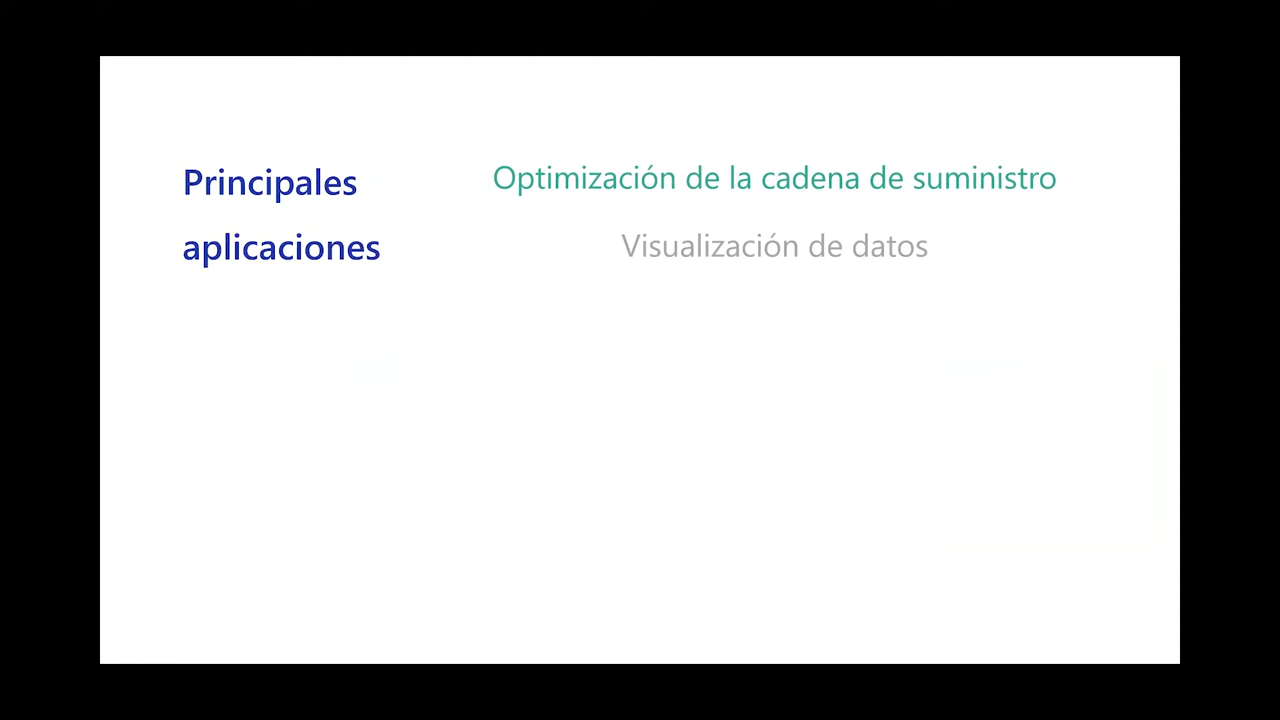 Principales
aplicaciones
Optimización de la cadena de suministro
Visualización de datos